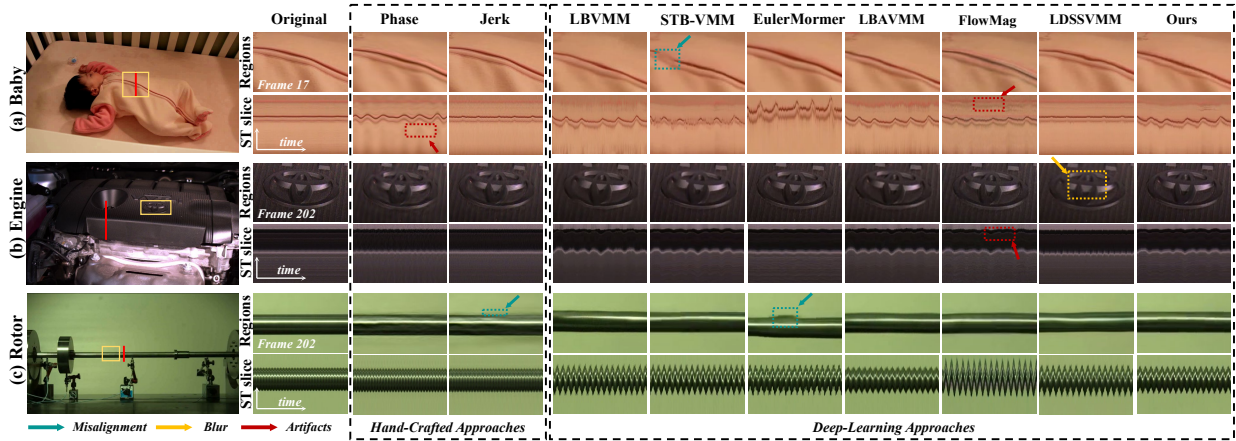 Original Phase Jerk LBVMM STB-VMM EulerMormer LBAVMM FlowMag LDSSVMM Ours
(a) Baby
Regions
Frame 17
ST slice
time
(b) Engine
Regions
Frame 202
ST slice
time
(c) Rotor
Regions
Frame 202
ST slice
time
Misalignment Blur Artifacts Hand-Crafted Approaches Deep-Learning Approaches